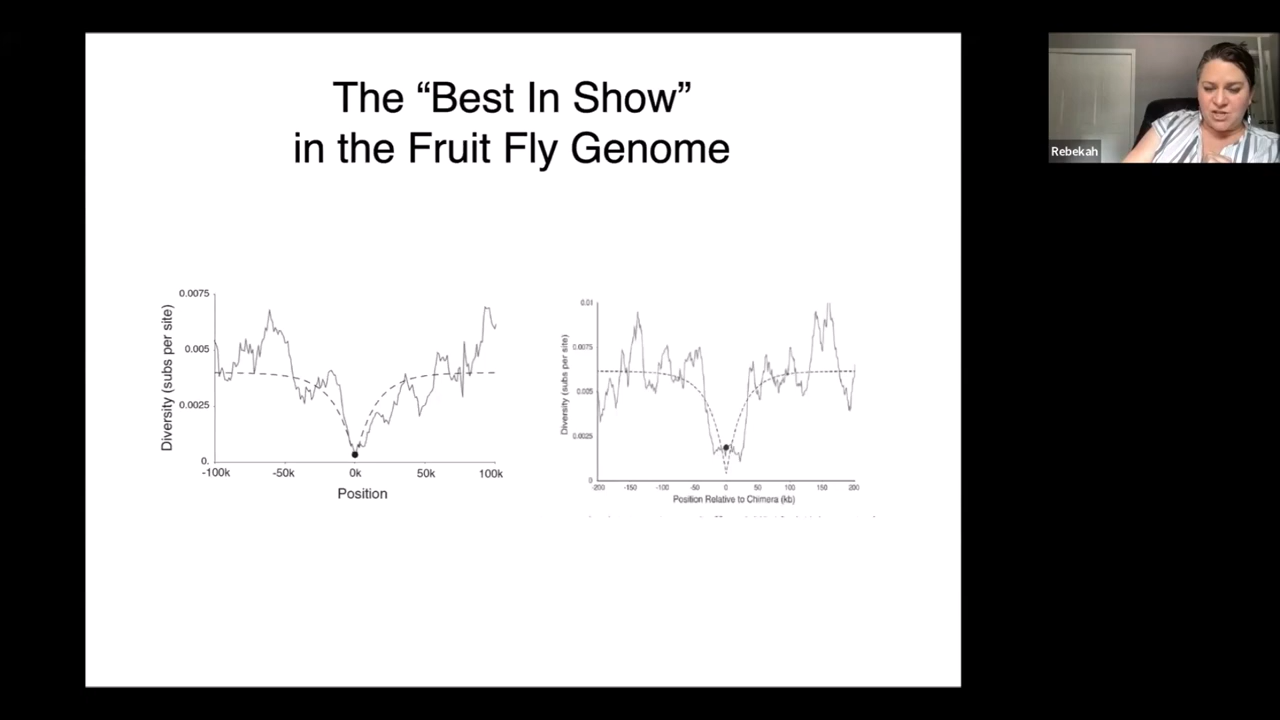 The “Best In Show”
in the Fruit Fly Genome
Diversity (subs per site)
0.0075
0.005
0.0025
0.
-100k
-50k
0k
50k
100k
Position
Diversity (subs per site)
0.01
0.0075
0.005
0.0025
0
-200
-150
-100
-50
0
50
100
150
200
Position Relative to Chimera (kb)
Rebekah